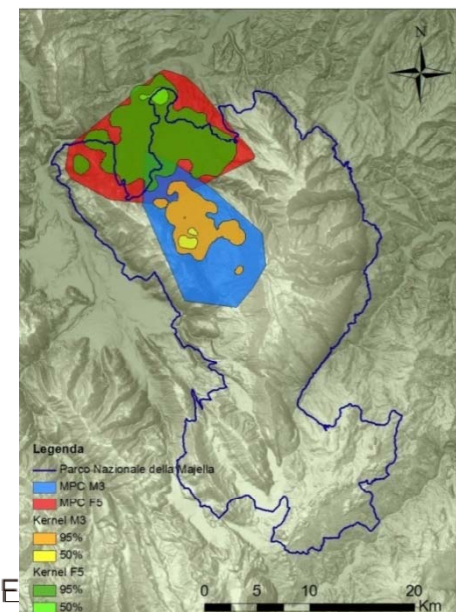 N
Legenda
Parco Nazionale della Majella
MPC M3
MPC F5
Kernel M3
95%
50%
Kernel F5
95%
50%
0 5 10 20
Km